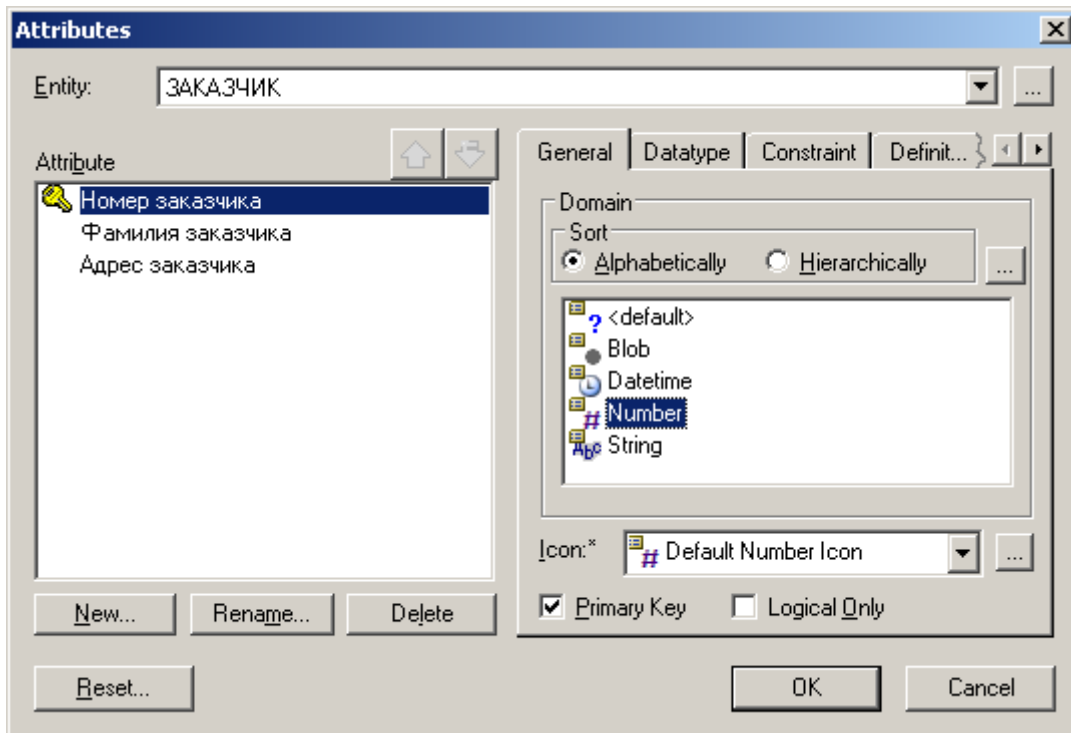 Attributes
Entity: ЗАКАЗЧИК ...
Attribute
Номер заказчика
Фамилия заказчика
Адрес заказчика
New... Rename... Delete
General Datatype Constraint Definit...
Domain
Sort
Alphabetically Hierarchically ...
? <default>
Blob
Datetime
# Number
Abc String
Icon:* # Default Number Icon ...
Primary Key Logical Only
Reset... OK Cancel